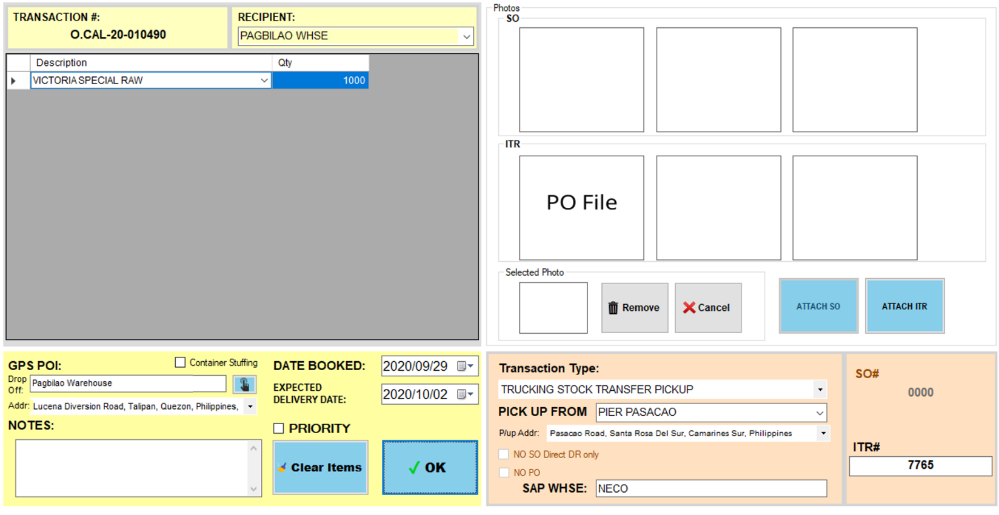 TRANSACTION #:
O.CAL-20-010490
RECIPIENT:
PAGBILAO WHSE
Description
Qty
VICTORIA SPECIAL RAW
1000
Photos
SO
ITR
PO File
Selected Photo
Remove
Cancel
ATTACH SO
ATTACH ITR
GPS POI:
Container Stuffing
Drop Off:
Pagbilao Warehouse
Addr:
Lucena Diversion Road, Talipan, Quezon, Philippines,
NOTES:
DATE BOOKED:
2020/09/29
EXPECTED
DELIVERY DATE:
2020/10/02
PRIORITY
Clear Items
OK
Transaction Type:
TRUCKING STOCK TRANSFER PICKUP
PICK UP FROM
PIER PASACAO
P/up Addr:
Pasacao Road, Santa Rosa Del Sur, Camarines Sur, Philippines
NO SO Direct DR only
NO PO
SAP WHSE:
NECO
SO#
0000
ITR#
7765